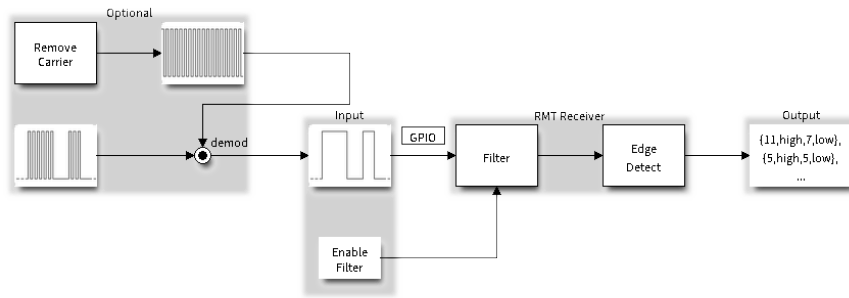 Optional
Remove
Carrier
demod
Input
GPIO
Enable
Filter
RMT Receiver
Filter
Edge
Detect
Output
{11,high,7,low},
{5,high,5,low},
...